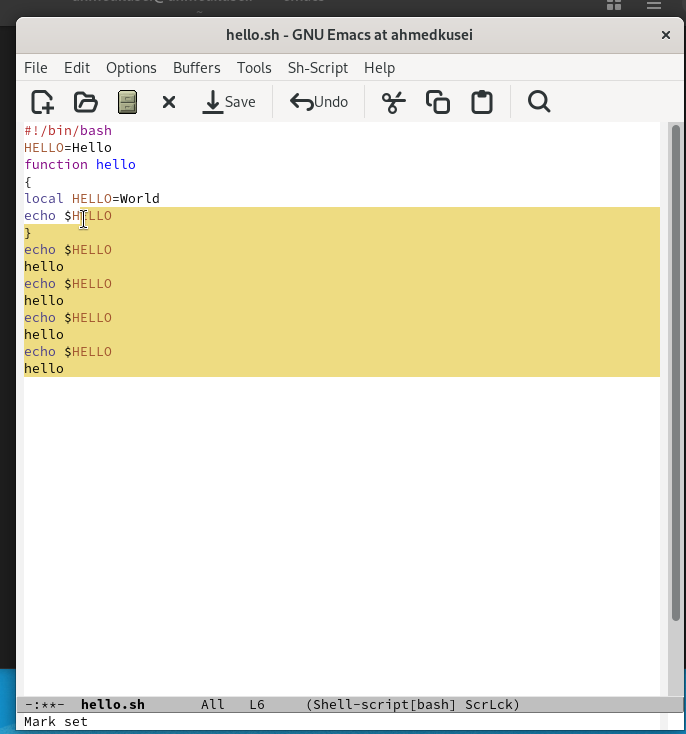 hello.sh - GNU Emacs at ahmedkusei
File Edit Options Buffers Tools Sh-Script Help
Save Undo
#!/bin/bash
HELLO=Hello
function hello
{
local HELLO=World
echo $HELLO
}
echo $HELLO
hello
echo $HELLO
hello
echo $HELLO
hello
echo $HELLO
hello
-:**- hello.sh All L6 (Shell-script[bash] ScrLck)
Mark set